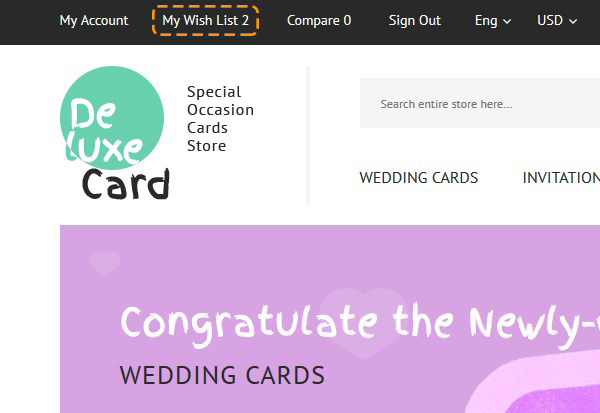 My Account My Wish List 2 Compare 0 Sign Out Eng USD
De
luxe
Card
Special
Occasion
Cards
Store
Search entire store here...
WEDDING CARDS INVITATION
Congratulate the Newly-
WEDDING CARDS